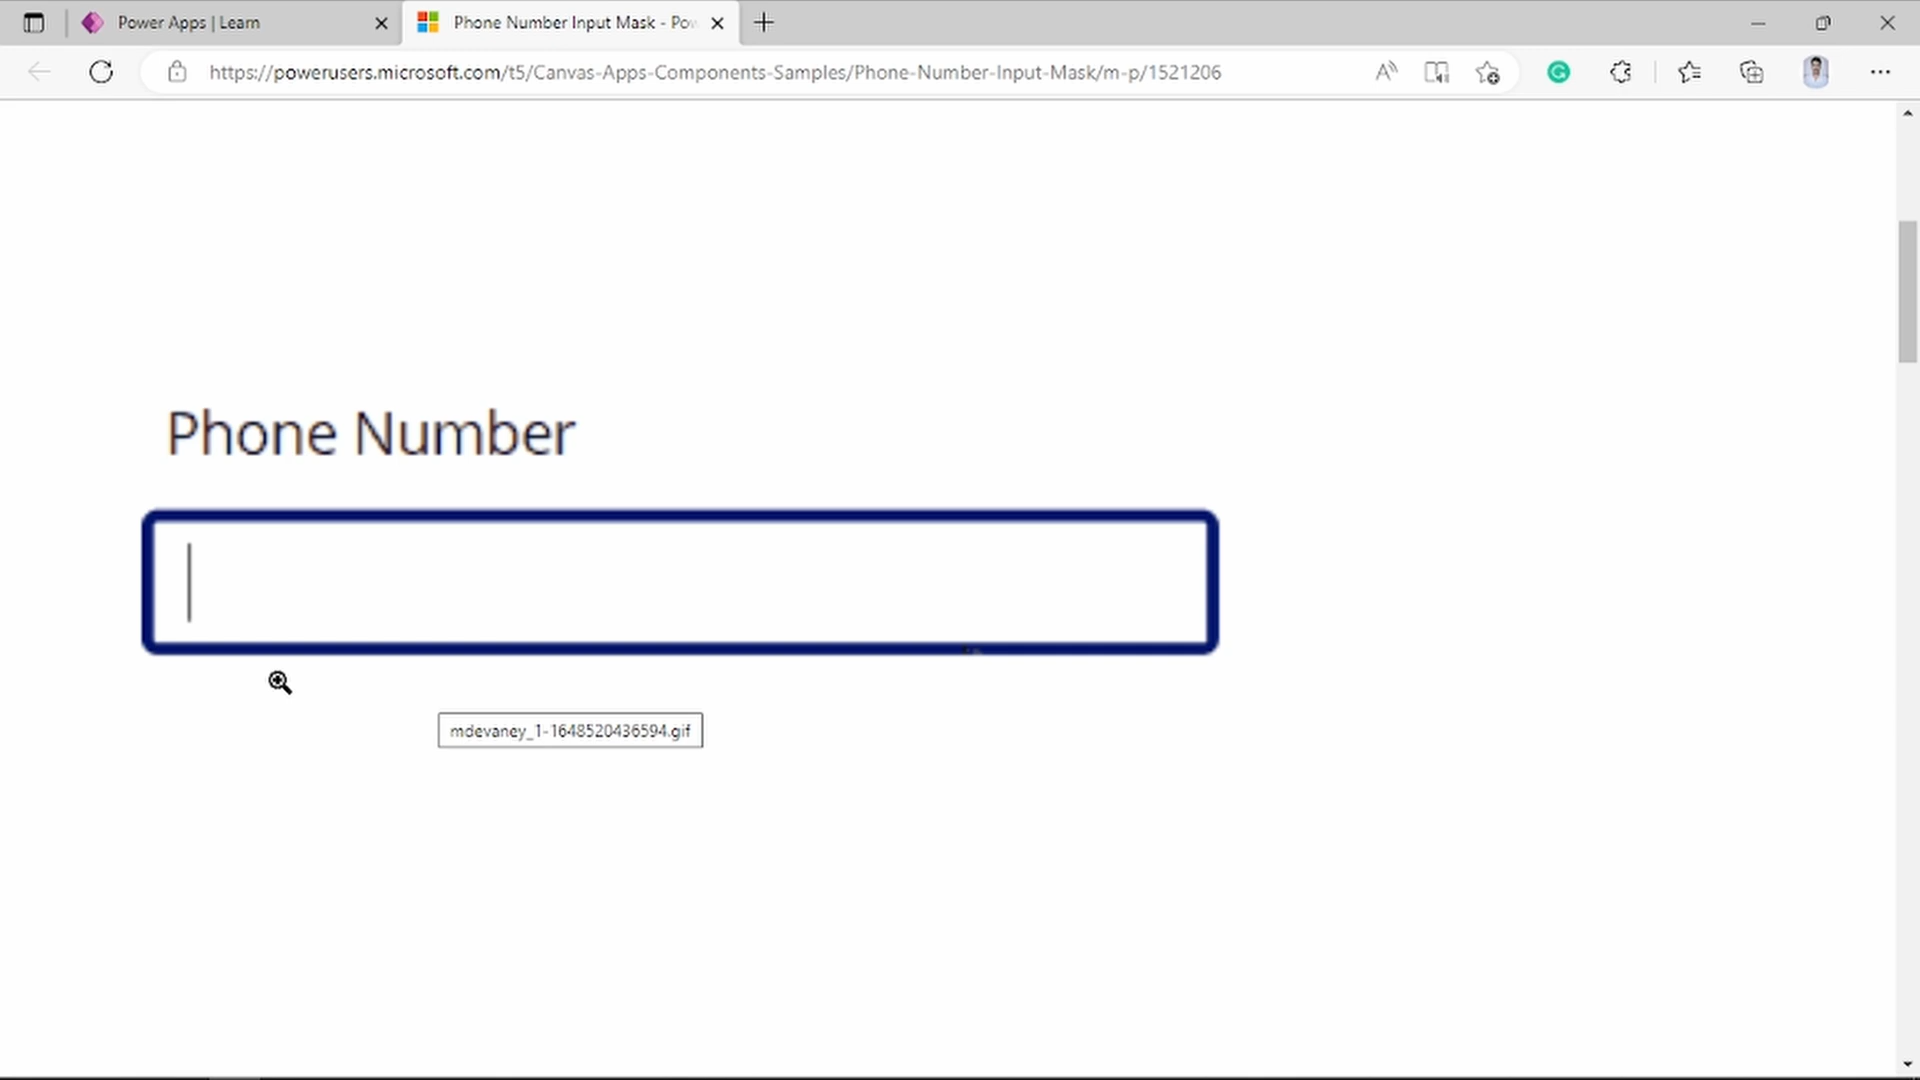 Power Apps | Learn
Phone Number Input Mask - Pow
https://powerusers.microsoft.com/t5/Canvas-Apps-Components-Samples/Phone-Number-Input-Mask/m-p/1521206
Phone Number
mdevaney_1-1648520436594.gif